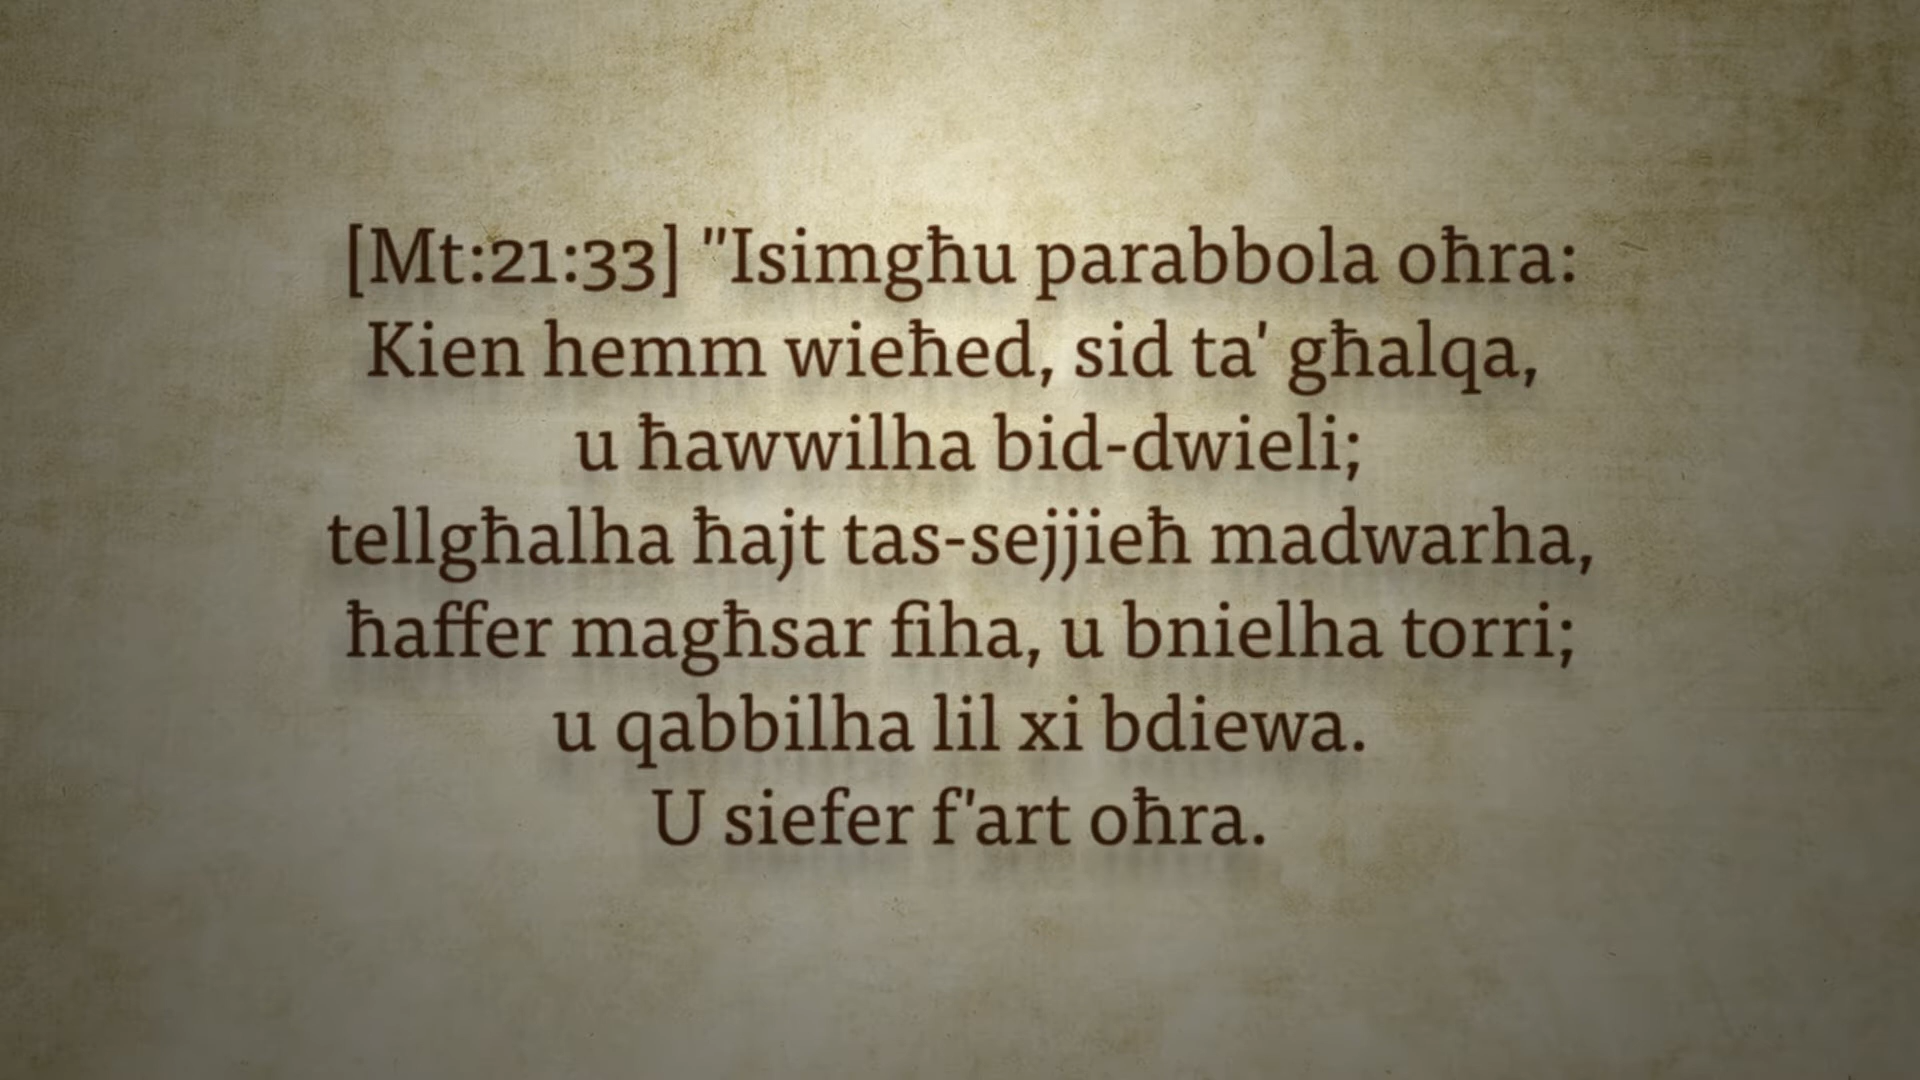 [Mt:21:33] "Isimgħu parabbola oħra:
Kien hemm wieħed, sid ta' għalqa,
u ħawwilha bid-dwieli;
tellgħalha ħajt tas-sejjieħ madwarha,
ħaffer magħsar fiha, u bnielha torri;
u qabbilha lil xi bdiewa.
U siefer f'art oħra.